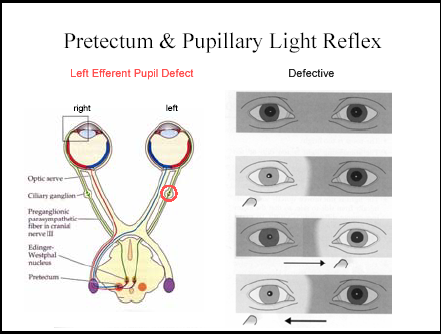 Pretectum & Pupillary Light Reflex
Left Efferent Pupil Defect
Defective
right
left
Optic serve
Ciliary ganglion
Preganglionic
parasympathetic
fiber in cranial
nerve III
Edinger-
Westphal
nucleus
Pretectum